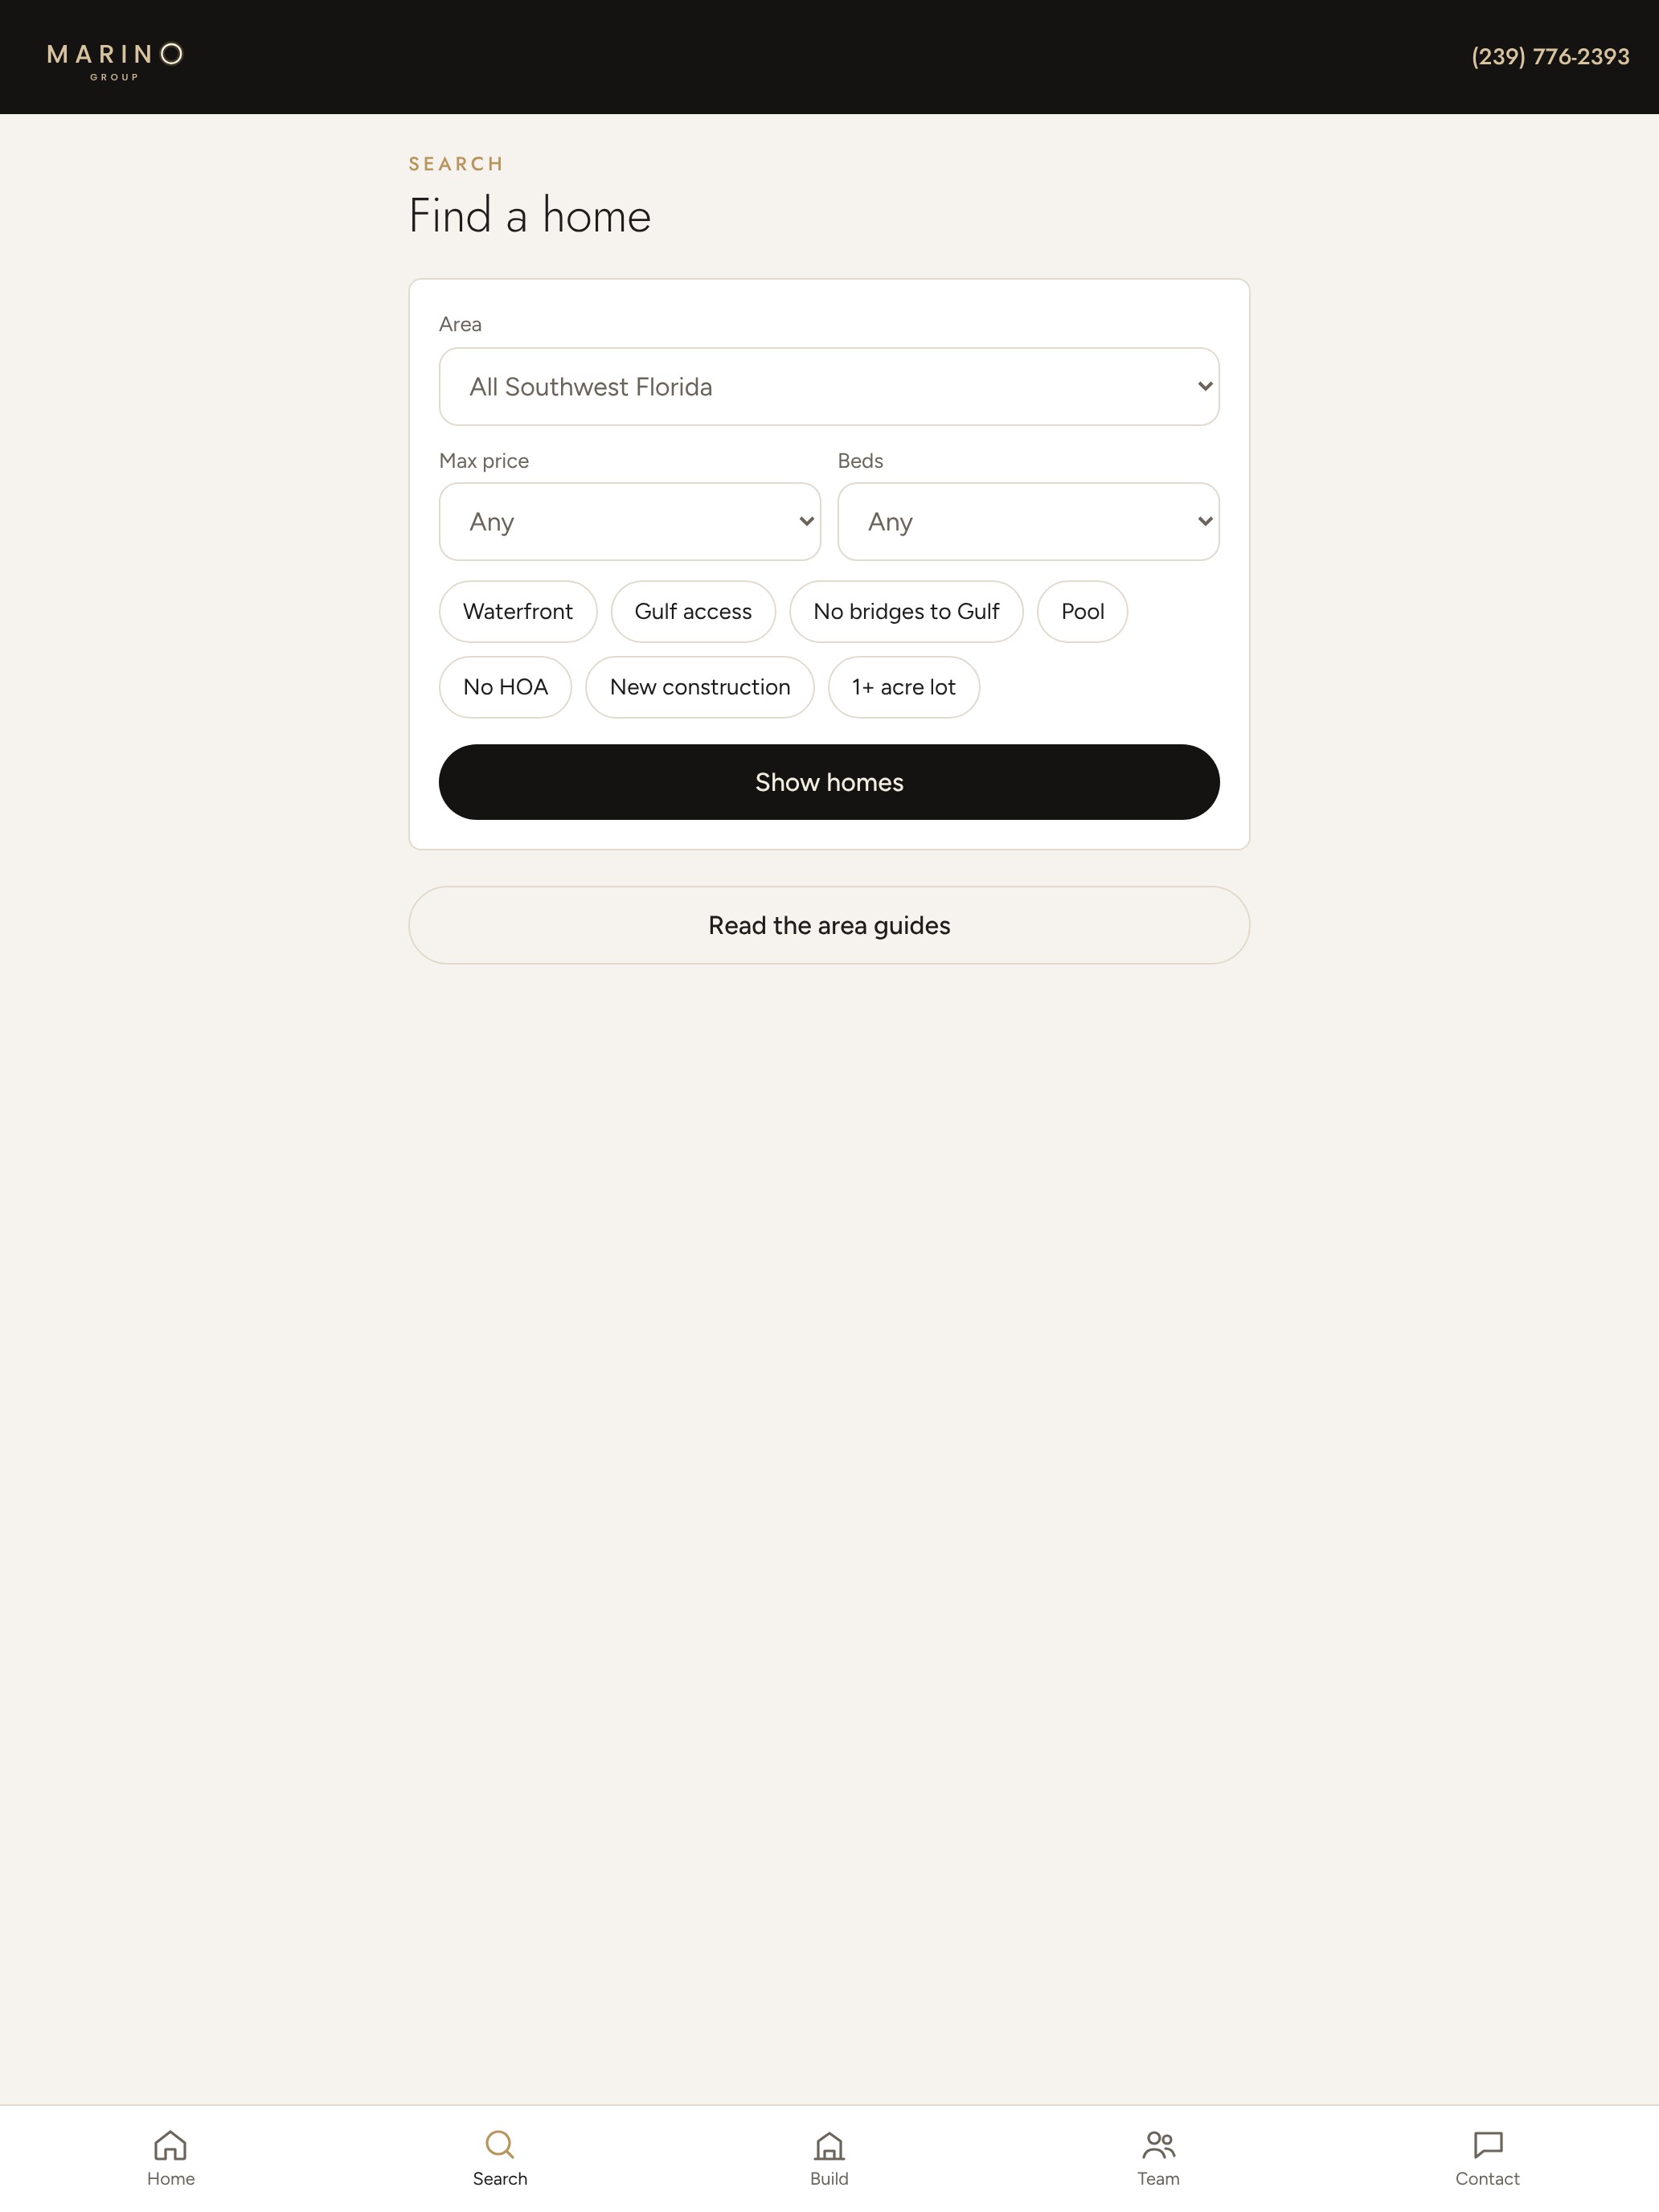 MARINO
GROUP
(239) 776-2393
SEARCH
Find a home
Area
All Southwest Florida
Max price
Beds
Any
Any
Waterfront
Gulf access
No bridges to Gulf
Pool
No HOA
New construction
1+ acre lot
Show homes
Read the area guides
Home
Search
Build
Team
Contact